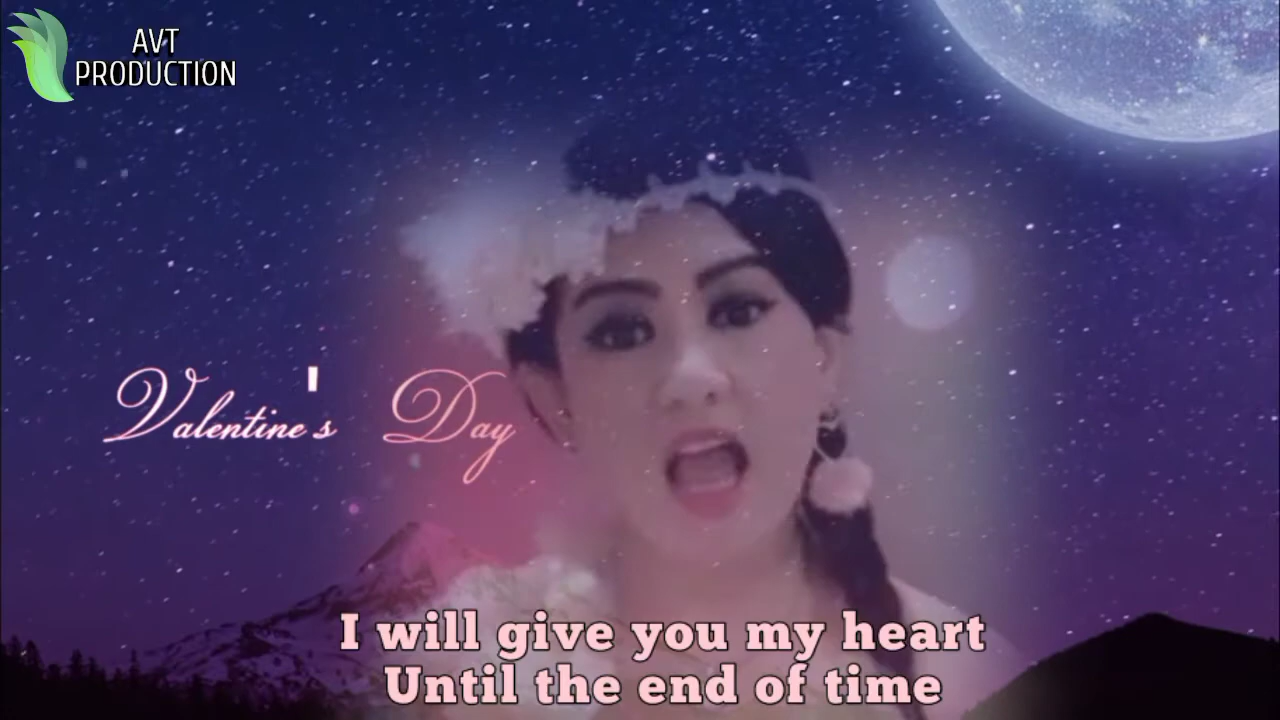 AVT
PRODUCTION
Valentine's Day
I will give you my heart
Until the end of time